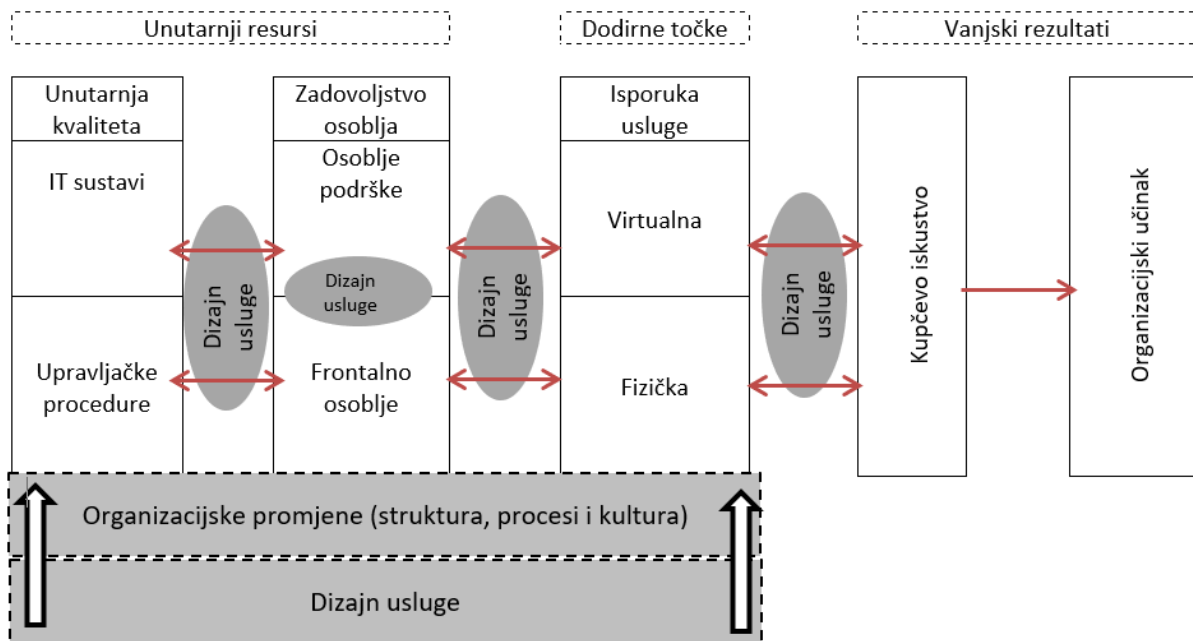 Unutarnji resursi
Dodirne točke
Vanjski rezultati
Unutarnja
kvaliteta
IT sustavi
Upravljačke
procedure
Dizajn
usluge
Zadovoljstvo
osoblja
Osoblje
podrške
Dizajn
usluge
Frontalno
osoblje
Dizajn
usluge
Isporuka
usluge
Virtualna
Fizička
Dizajn
usluge
Kupčevo iskustvo
Organizacijski učinak
Organizacijske promjene (struktura, procesi i kultura)
Dizajn usluge